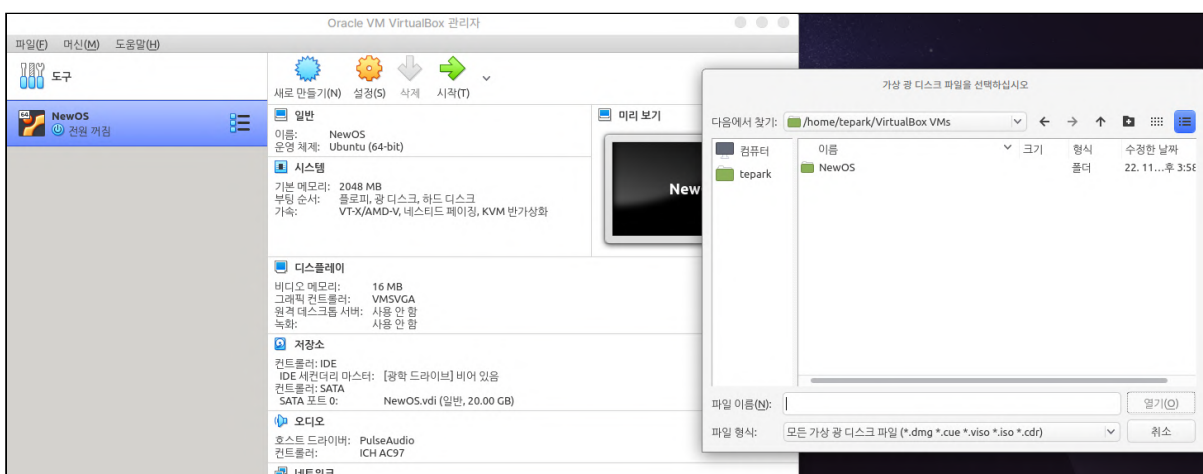 Oracle VM VirtualBox 관리자
파일(F) 머신(M) 도움말(H)
도구
새로 만들기(N) 설정(S) 삭제 시작(T)
64
NewOS
전원 꺼짐
일반
이름: NewOS
운영 체제: Ubuntu (64-bit)
시스템
기본 메모리: 2048 MB
부팅 순서: 플로피, 광 디스크, 하드 디스크
가속: VT-X/AMD-V, 네스티드 페이징, KVM 반가상화
미리 보기
New
디스플레이
비디오 메모리: 16 MB
그래픽 컨트롤러: VMSVGA
원격 데스크톱 서버: 사용 안 함
녹화: 사용 안 함
저장소
컨트롤러: IDE
IDE 세컨더리 마스터: [광학 드라이브] 비어 있음
컨트롤러: SATA
SATA 포트 0: NewOS.vdi (일반, 20.00 GB)
오디오
호스트 드라이버: PulseAudio
컨트롤러: ICH AC97
네트워크
가상 광 디스크 파일을 선택하십시오
다음에서 찾기: /home/tepark/VirtualBox VMs
컴퓨터
tepark
이름 크기 형식 수정한 날짜
NewOS 폴더 22. 11...후 3:58
파일 이름(N): 열기(O)
파일 형식: 모든 가상 광 디스크 파일 (*.dmg *.cue *.viso *.iso *.cdr) 취소